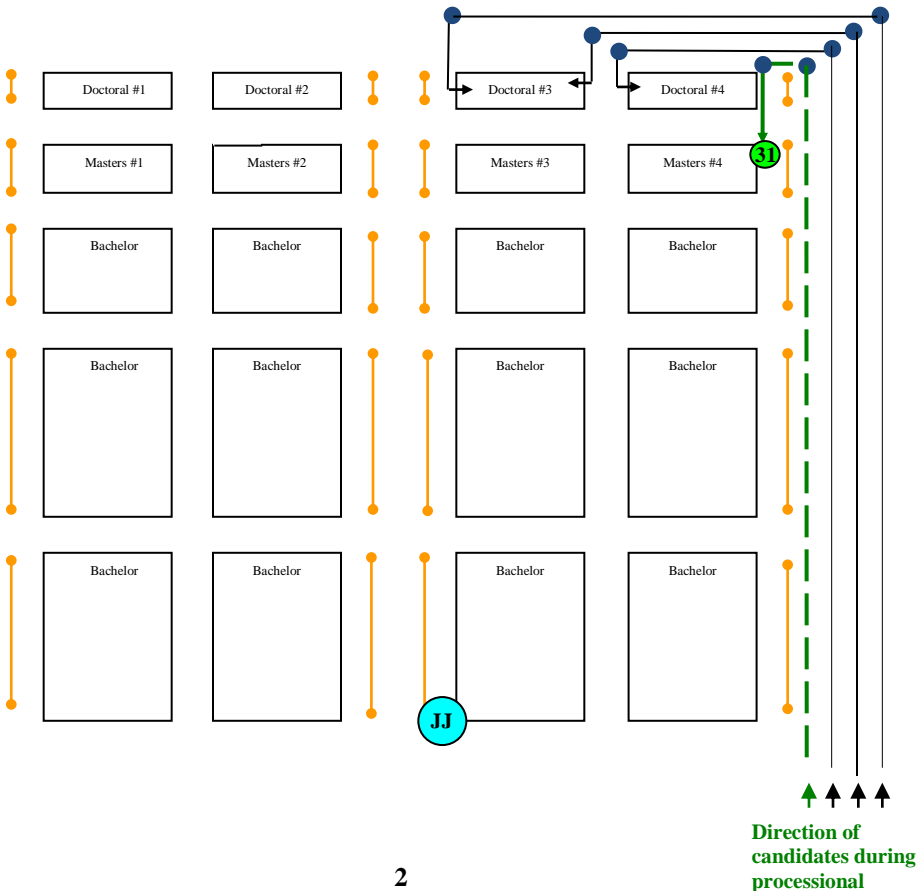 Doctoral #1 Doctoral #2 Doctoral #3 Doctoral #4
31
Masters #1 Masters #2 Masters #3 Masters #4
Bachelor Bachelor Bachelor Bachelor
Bachelor Bachelor Bachelor Bachelor
Bachelor Bachelor Bachelor Bachelor
JJ
Direction of
candidates during
processional
2